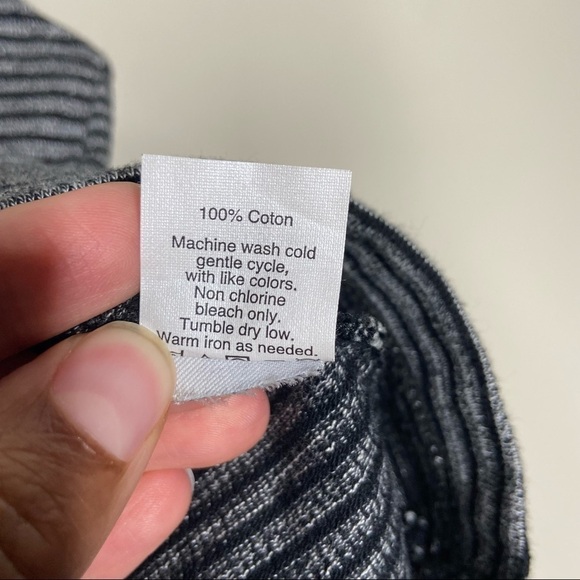 100% Coton
Machine wash cold
gentle cycle,
with like colors.
Non chlorine
bleach only.
Tumble dry low.
Warm iron as needed.